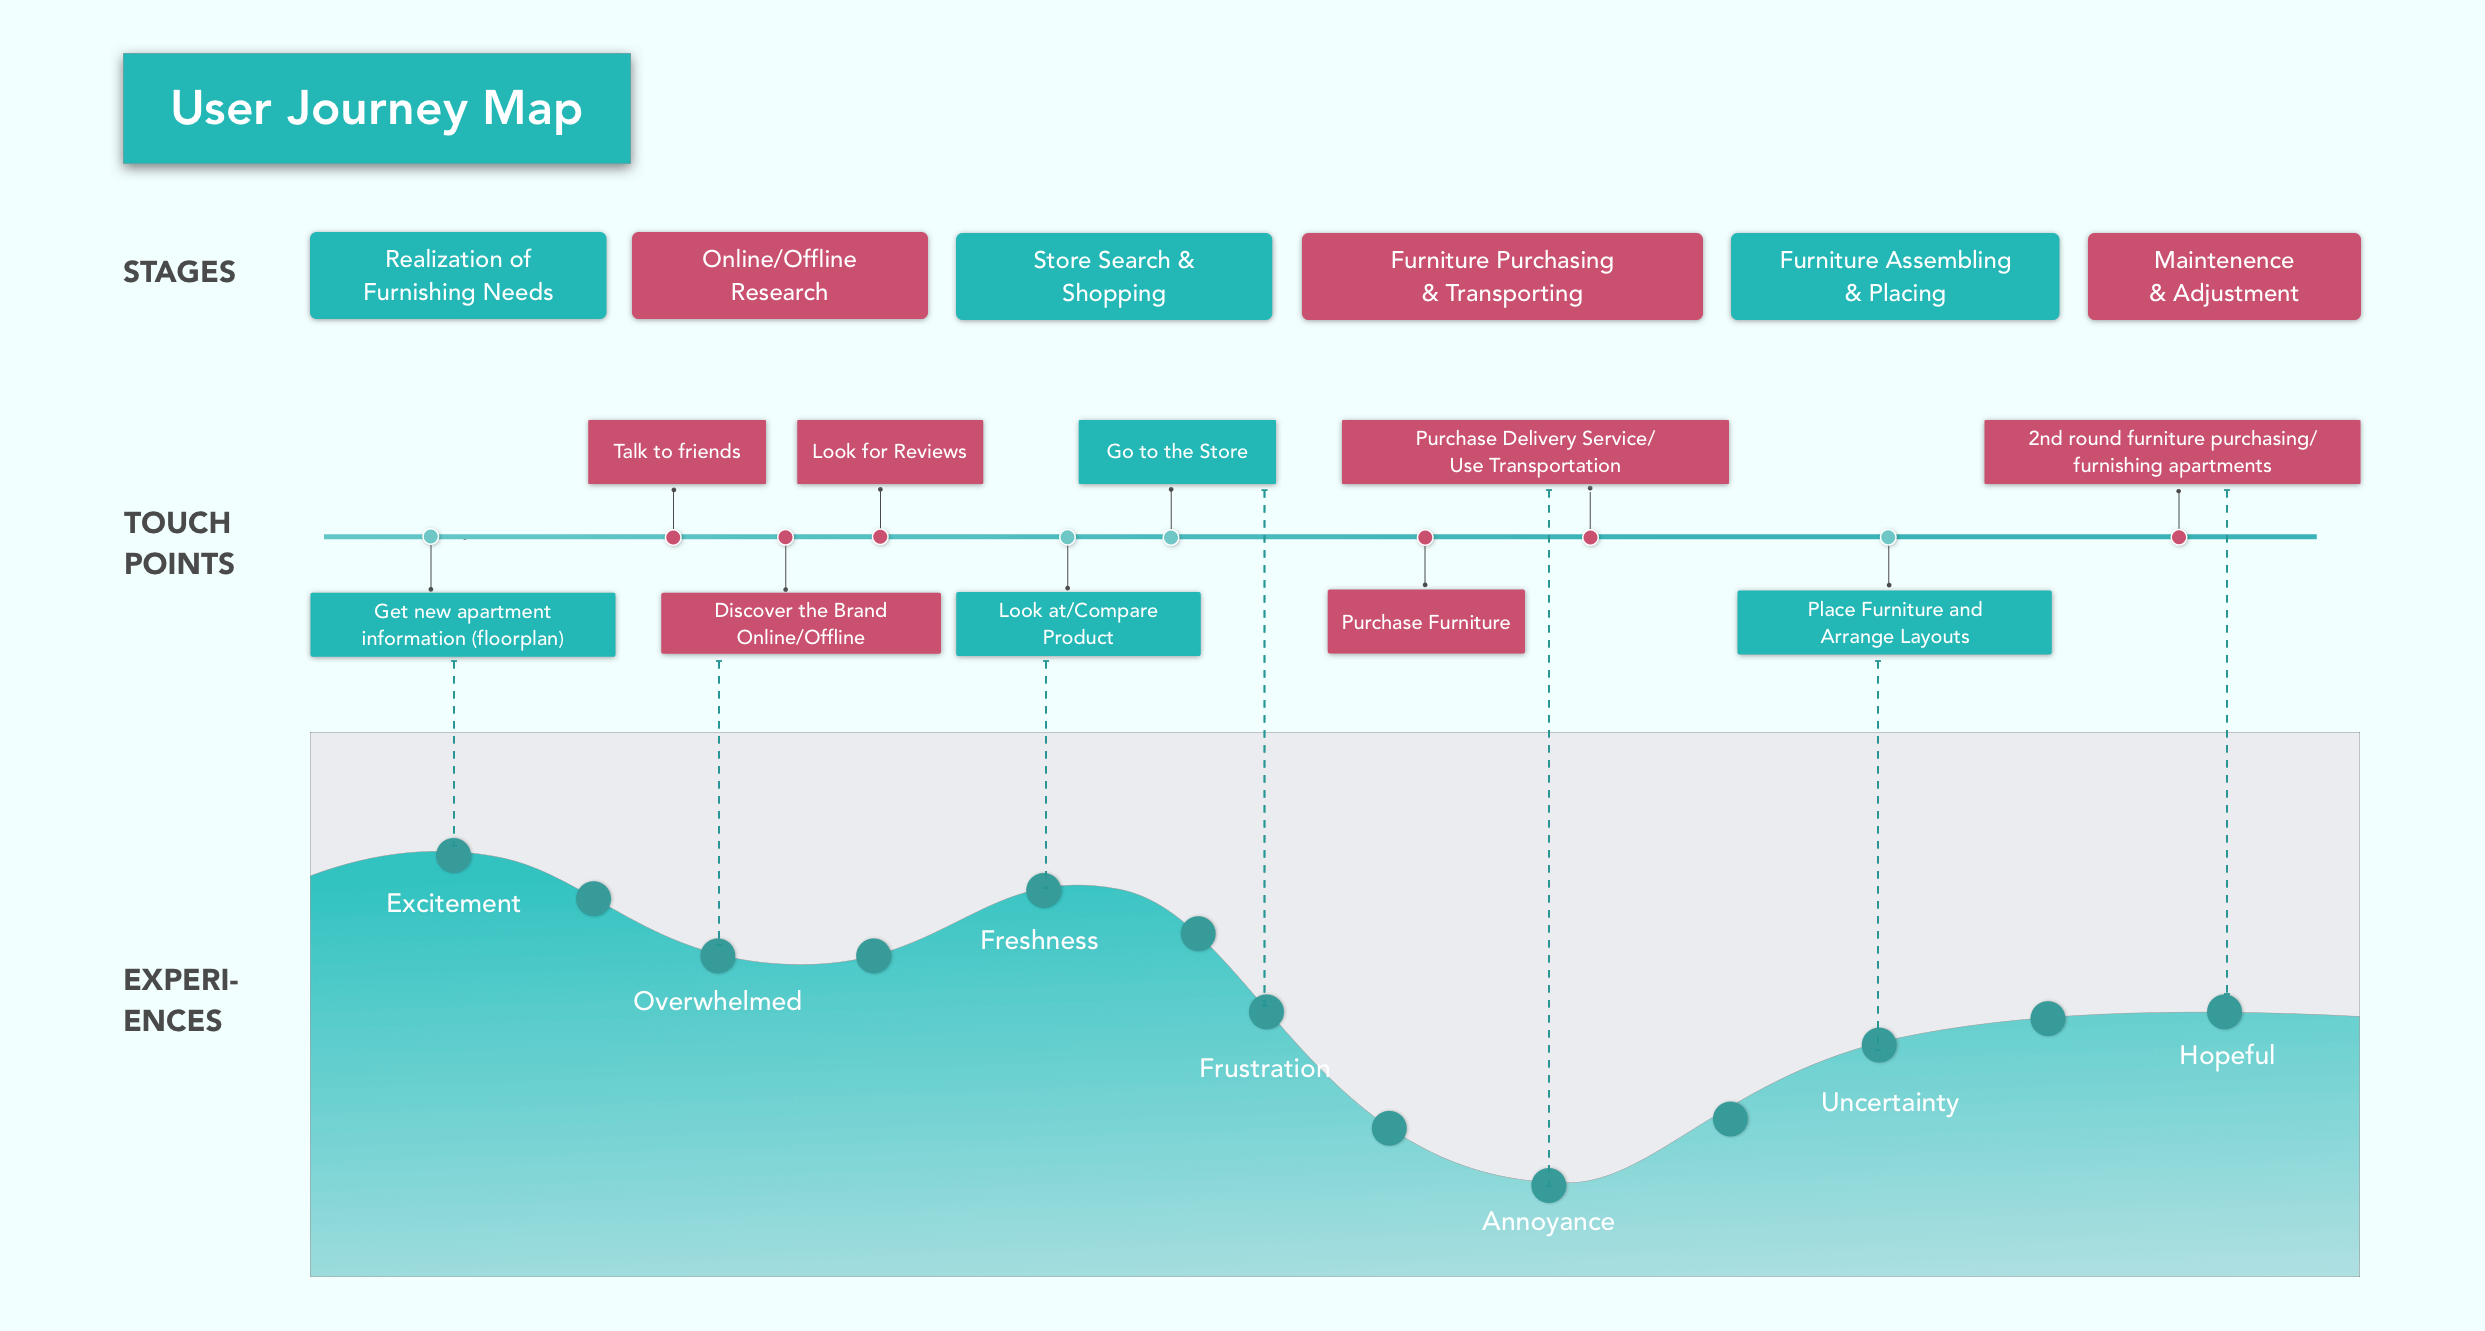 User Journey Map
STAGES
Realization of
Furnishing Needs
Online/Offline
Research
Store Search &
Shopping
Furniture Purchasing
& Transporting
Furniture Assembling
& Placing
Maintenence
& Adjustment
TOUCH
POINTS
Talk to friends
Look for Reviews
Go to the Store
Purchase Delivery Service/
Use Transportation
2nd round furniture purchasing/
furnishing apartments
Get new apartment
information (floorplan)
Discover the Brand
Online/Offline
Look at/Compare
Product
Purchase Furniture
Place Furniture and
Arrange Layouts
EXPERI-
ENCES
Excitement
Overwhelmed
Freshness
Frustration
Annoyance
Uncertainty
Hopeful